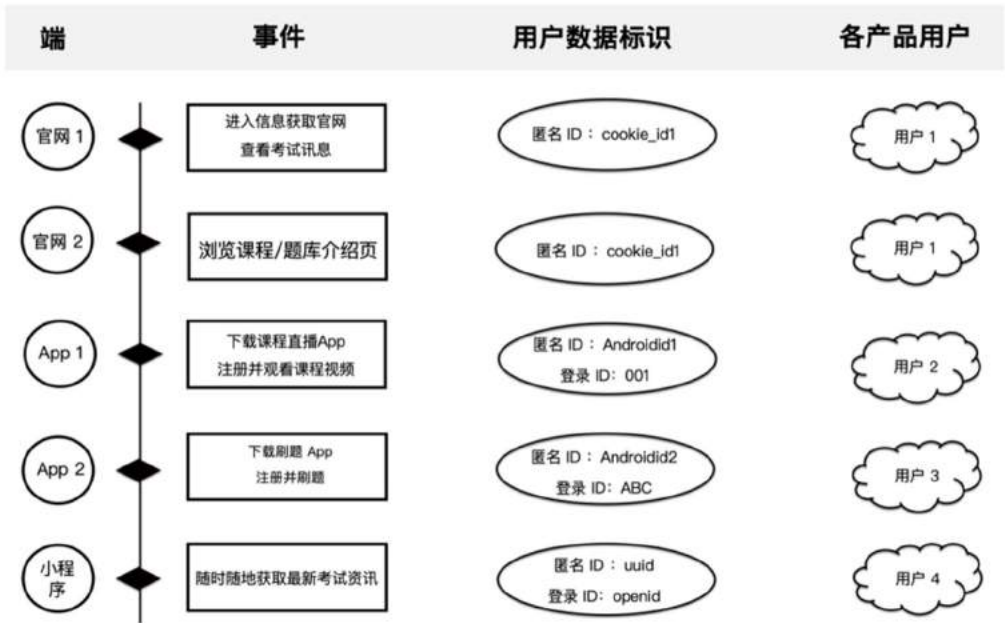 端 事件 用户数据标识 各产品用户
官网 1
进入信息获取官网
查看考试讯息
匿名 ID：cookie_id1
用户 1
官网 2
浏览课程/题库介绍页
匿名 ID：cookie_id1
用户 1
App 1
下载课程直播App
注册并观看课程视频
匿名 ID：Androidid1
登录 ID：001
用户 2
App 2
下载刷题 App
注册并刷题
匿名 ID：Androidid2
登录 ID：ABC
用户 3
小程
序
随时随地获取最新考试资讯
匿名 ID：uuid
登录 ID：openid
用户 4